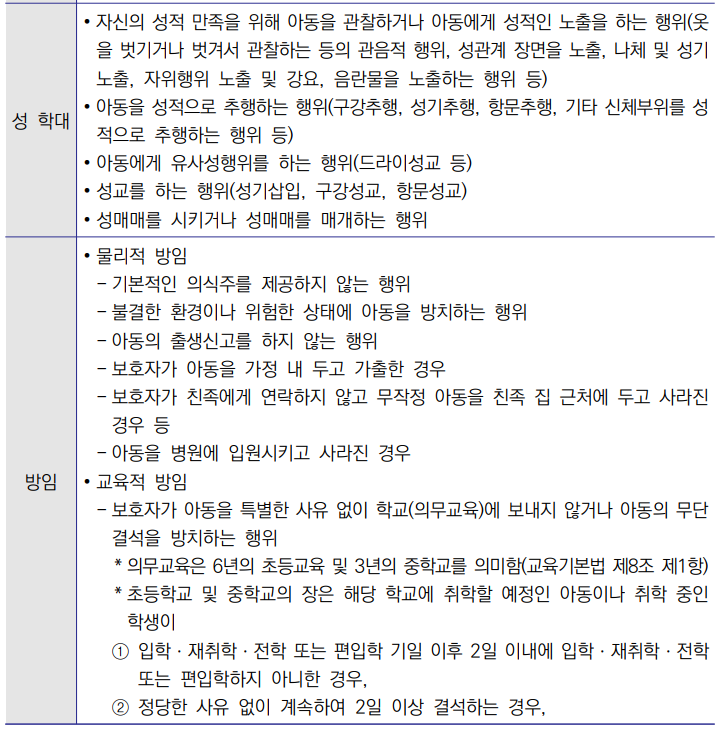 성 학대
• 자신의 성적 만족을 위해 아동을 관찰하거나 아동에게 성적인 노출을 하는 행위(옷
을 벗기거나 벗겨서 관찰하는 등의 관음적 행위, 성관계 장면을 노출, 나체 및 성기
노출, 자위행위 노출 및 강요, 음란물을 노출하는 행위 등)
• 아동을 성적으로 추행하는 행위(구강추행, 성기추행, 항문추행, 기타 신체부위를 성
적으로 추행하는 행위 등)
• 아동에게 유사성행위를 하는 행위(드라이성교 등)
• 성교를 하는 행위(성기삽입, 구강성교, 항문성교)
• 성매매를 시키거나 성매매를 매개하는 행위
방임
• 물리적 방임
- 기본적인 의식주를 제공하지 않는 행위
- 불결한 환경이나 위험한 상태에 아동을 방치하는 행위
- 아동의 출생신고를 하지 않는 행위
- 보호자가 아동을 가정 내 두고 가출한 경우
- 보호자가 친족에게 연락하지 않고 무작정 아동을 친족 집 근처에 두고 사라진
경우 등
- 아동을 병원에 입원시키고 사라진 경우
• 교육적 방임
- 보호자가 아동을 특별한 사유 없이 학교(의무교육)에 보내지 않거나 아동의 무단
결석을 방치하는 행위
* 의무교육은 6년의 초등교육 및 3년의 중학교를 의미함(교육기본법 제8조 제1항)
* 초등학교 및 중학교의 장은 해당 학교에 취학할 예정인 아동이나 취학 중인
학생이
① 입학·재취학·전학 또는 편입학 기일 이후 2일 이내에 입학·재취학·전학
또는 편입학하지 아니한 경우,
② 정당한 사유 없이 계속하여 2일 이상 결석하는 경우,